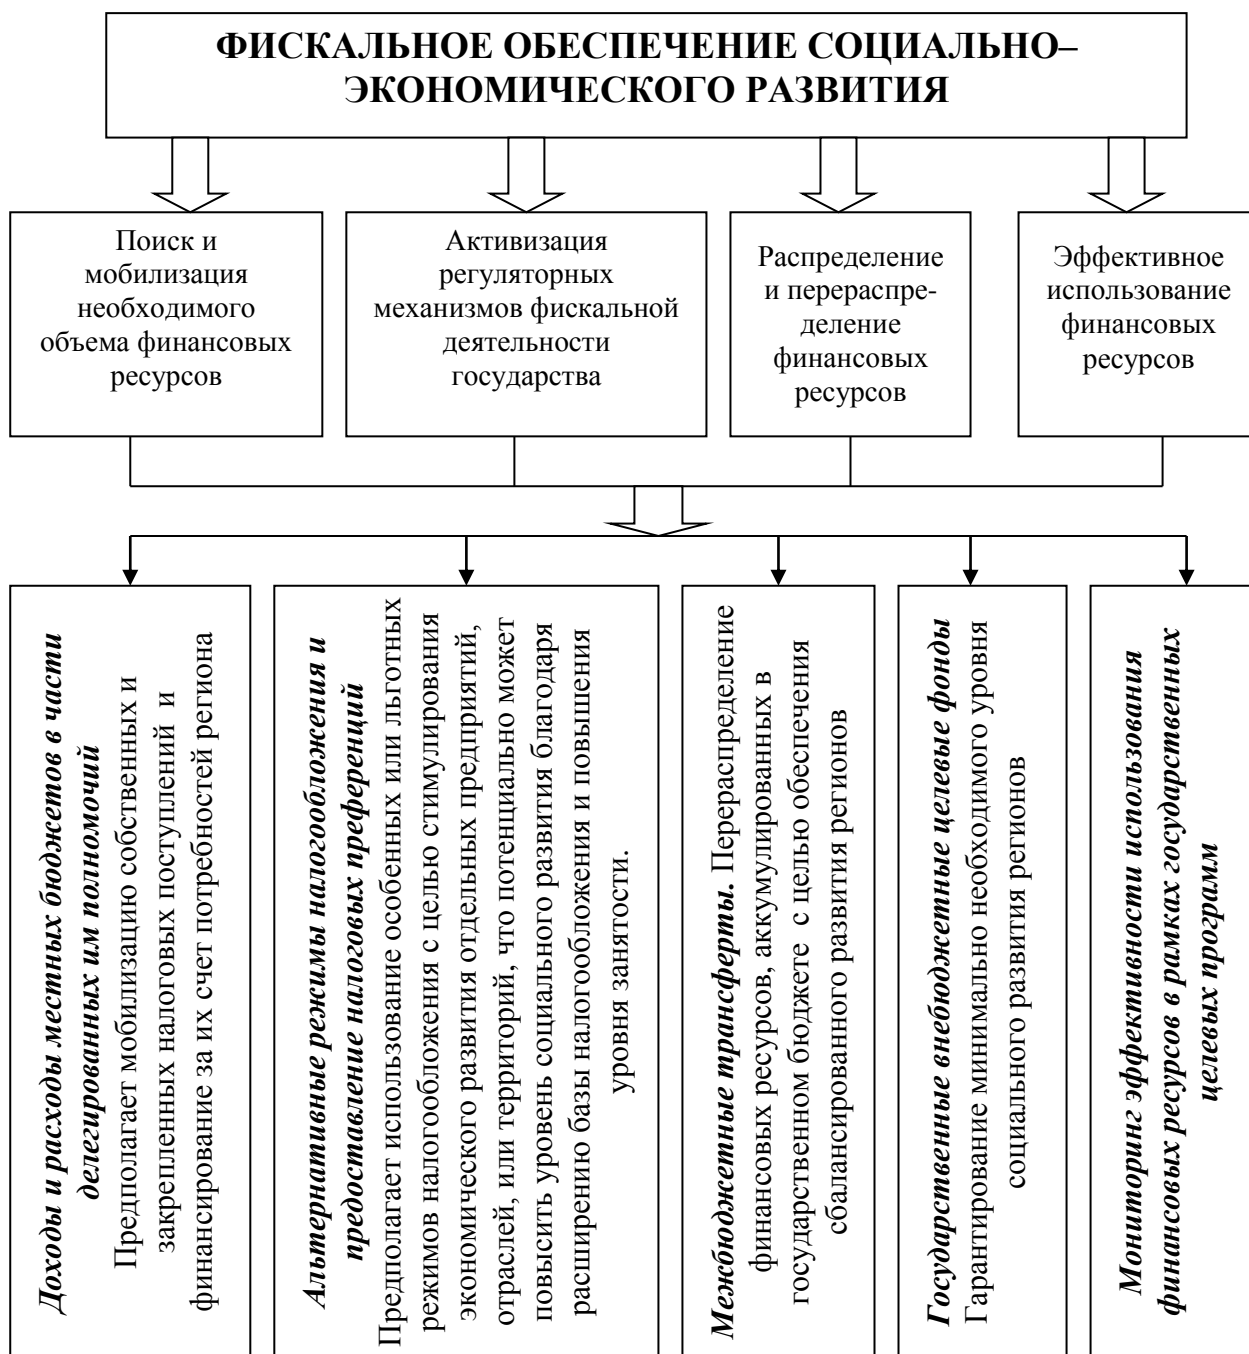 ФИСКАЛЬНОЕ ОБЕСПЕЧЕНИЕ СОЦИАЛЬНО–
ЭКОНОМИЧЕСКОГО РАЗВИТИЯ
Поиск и
мобилизация
необходимого
объема финансовых
ресурсов
Активизация
регуляторных
механизмов фискальной
деятельности
государства
Распределение
и перераспре-
деление
финансовых
ресурсов
Эффективное
использование
финансовых
ресурсов
Доходы и расходы местных бюджетов в части
делегированных им полномочий
Предполагает мобилизацию собственных и
закрепленных налоговых поступлений и
финансирование за их счет потребностей региона
Альтернативные режимы налогообложения и
предоставление налоговых преференций
Предполагает использование особенных или льготных
режимов налогообложения с целью стимулирования
экономического развития отдельных предприятий,
отраслей, или территорий, что потенциально может
повысить уровень социального развития благодаря
расширению базы налогообложения и повышения
уровня занятости.
Межбюджетные трансферты. Перераспределение
финансовых ресурсов, аккумулированных в
государственном бюджете с целью обеспечения
сбалансированного развития регионов
Государственные внебюджетные целевые фонды
Гарантирование минимально необходимого уровня
социального развития регионов
Мониторинг эффективности использования
финансовых ресурсов в рамках государственных
целевых программ